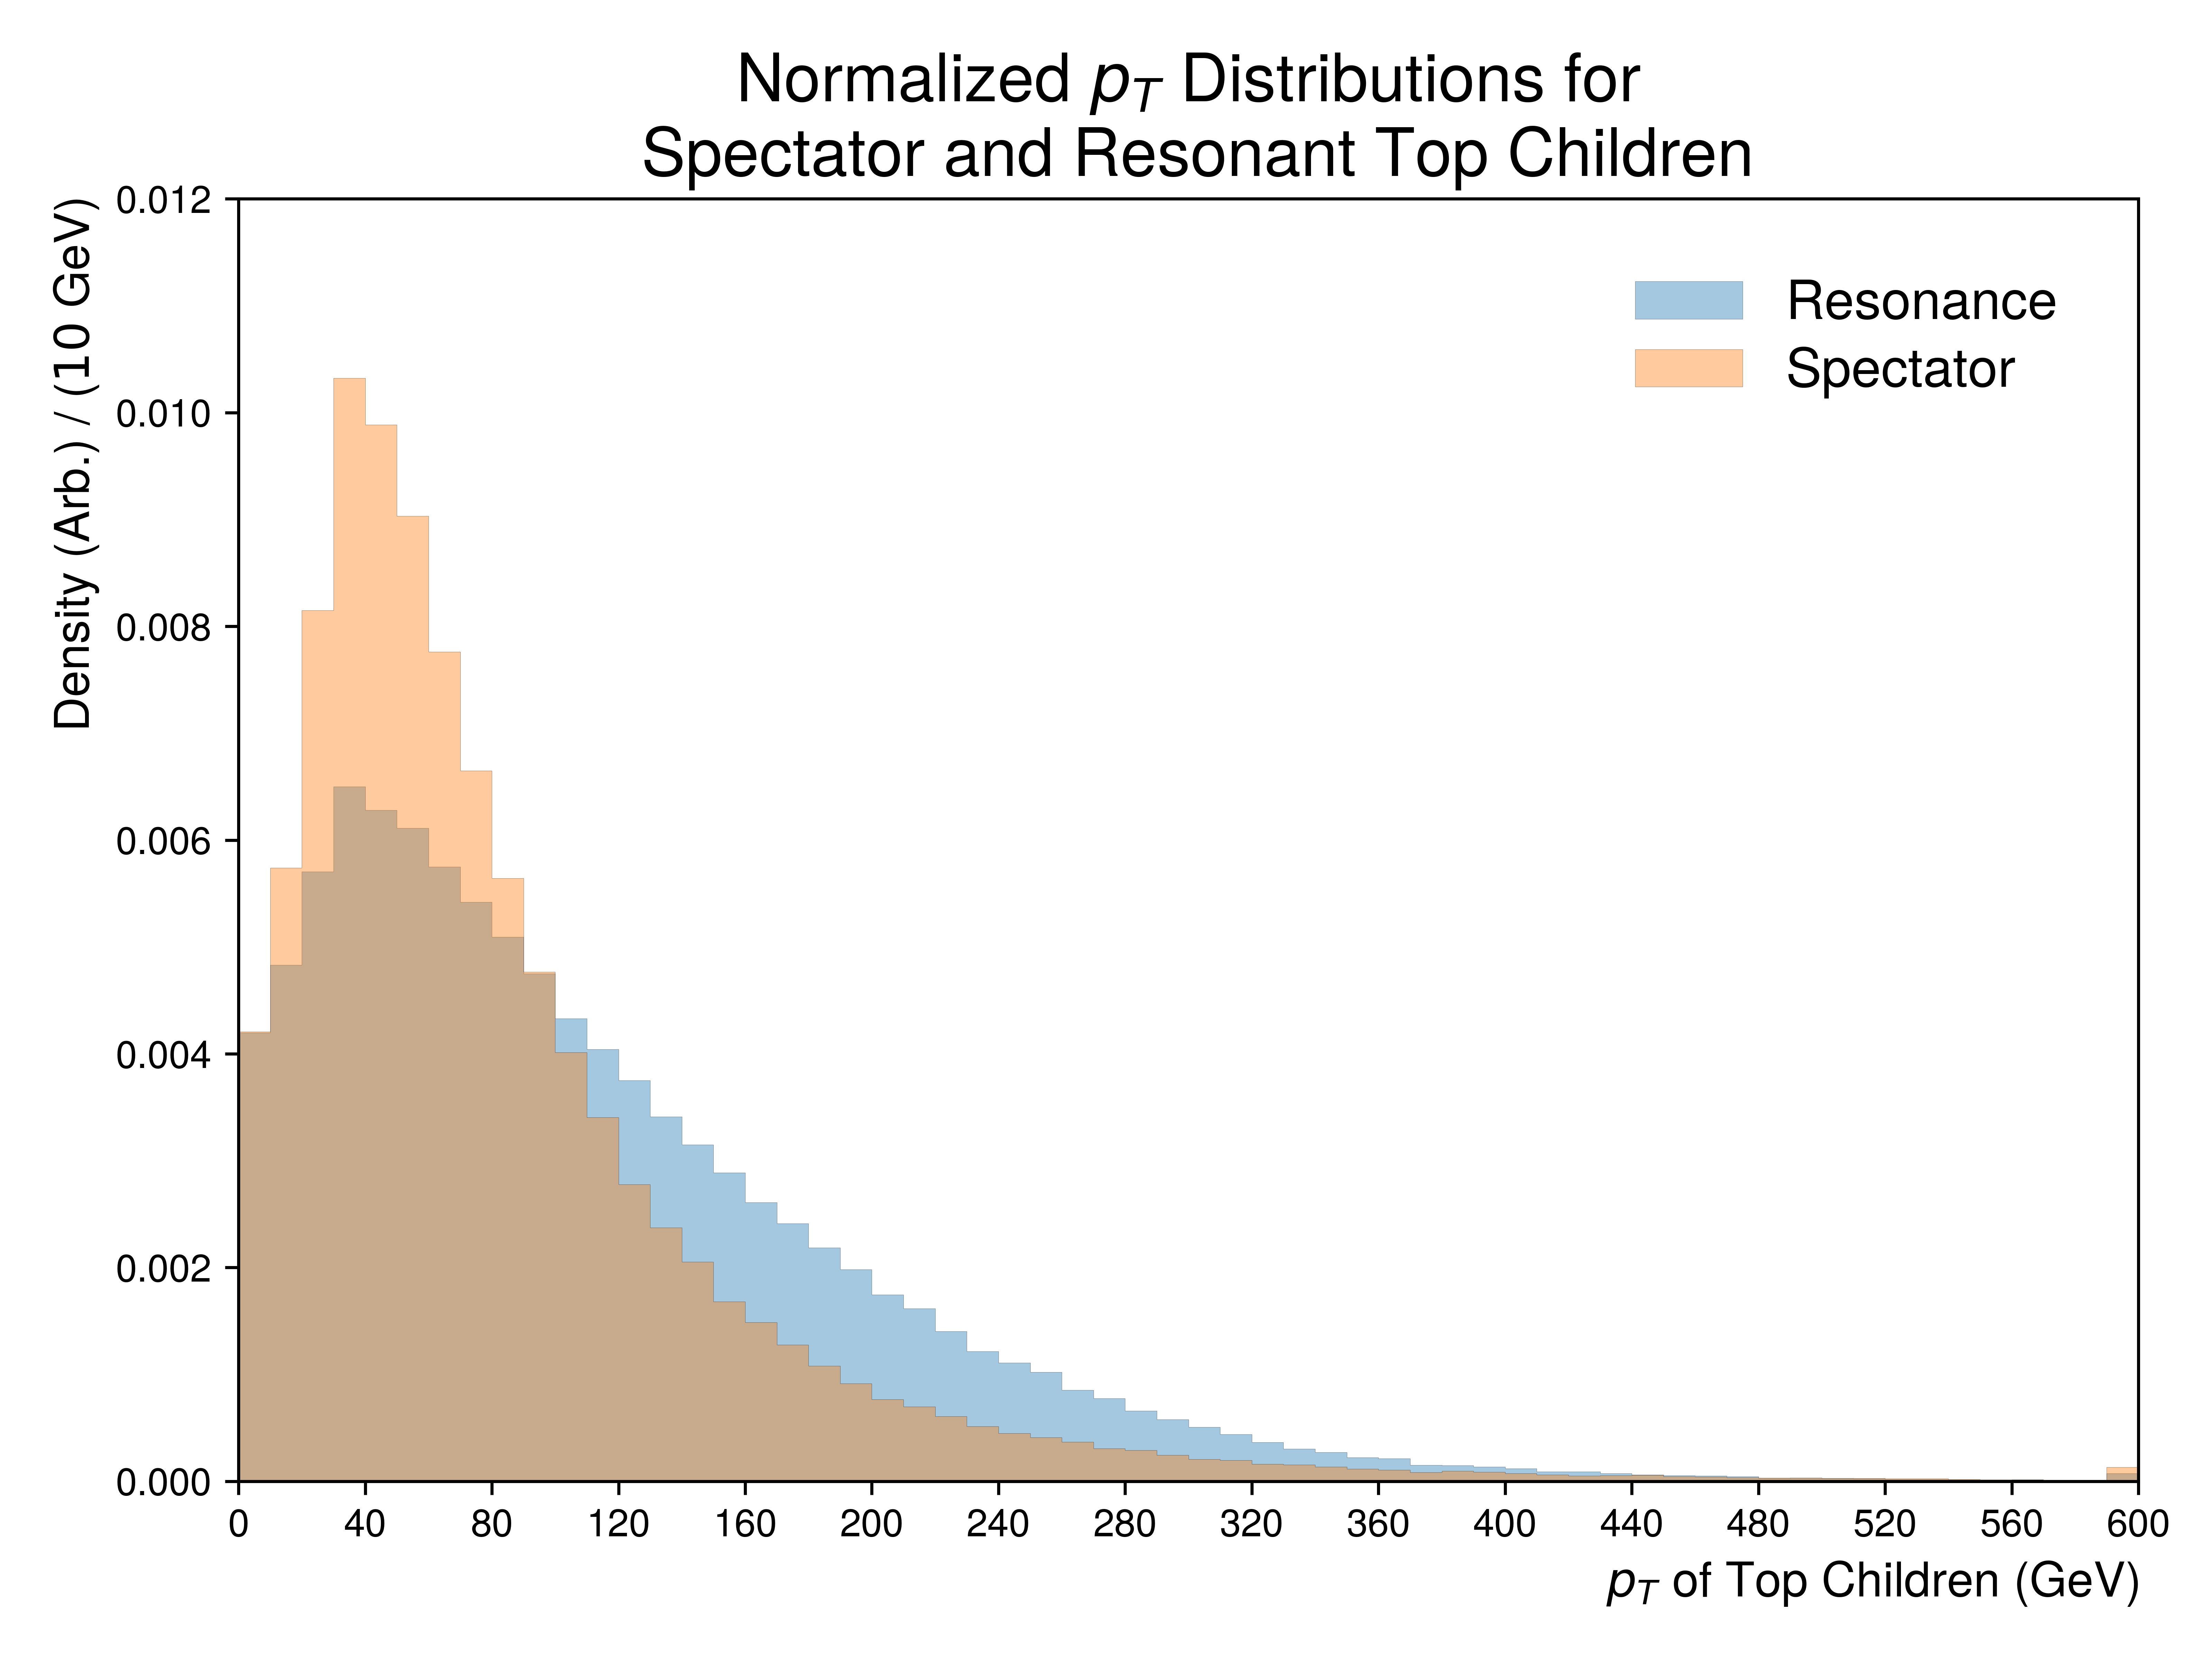 Normalized p_T Distributions for
Spectator and Resonant Top Children
Density (Arb.) / (10 GeV)
0.012
0.010
0.008
0.006
0.004
0.002
0.000
Resonance
Spectator
0 40 80 120 160 200 240 280 320 360 400 440 480 520 560 600
p_T of Top Children (GeV)